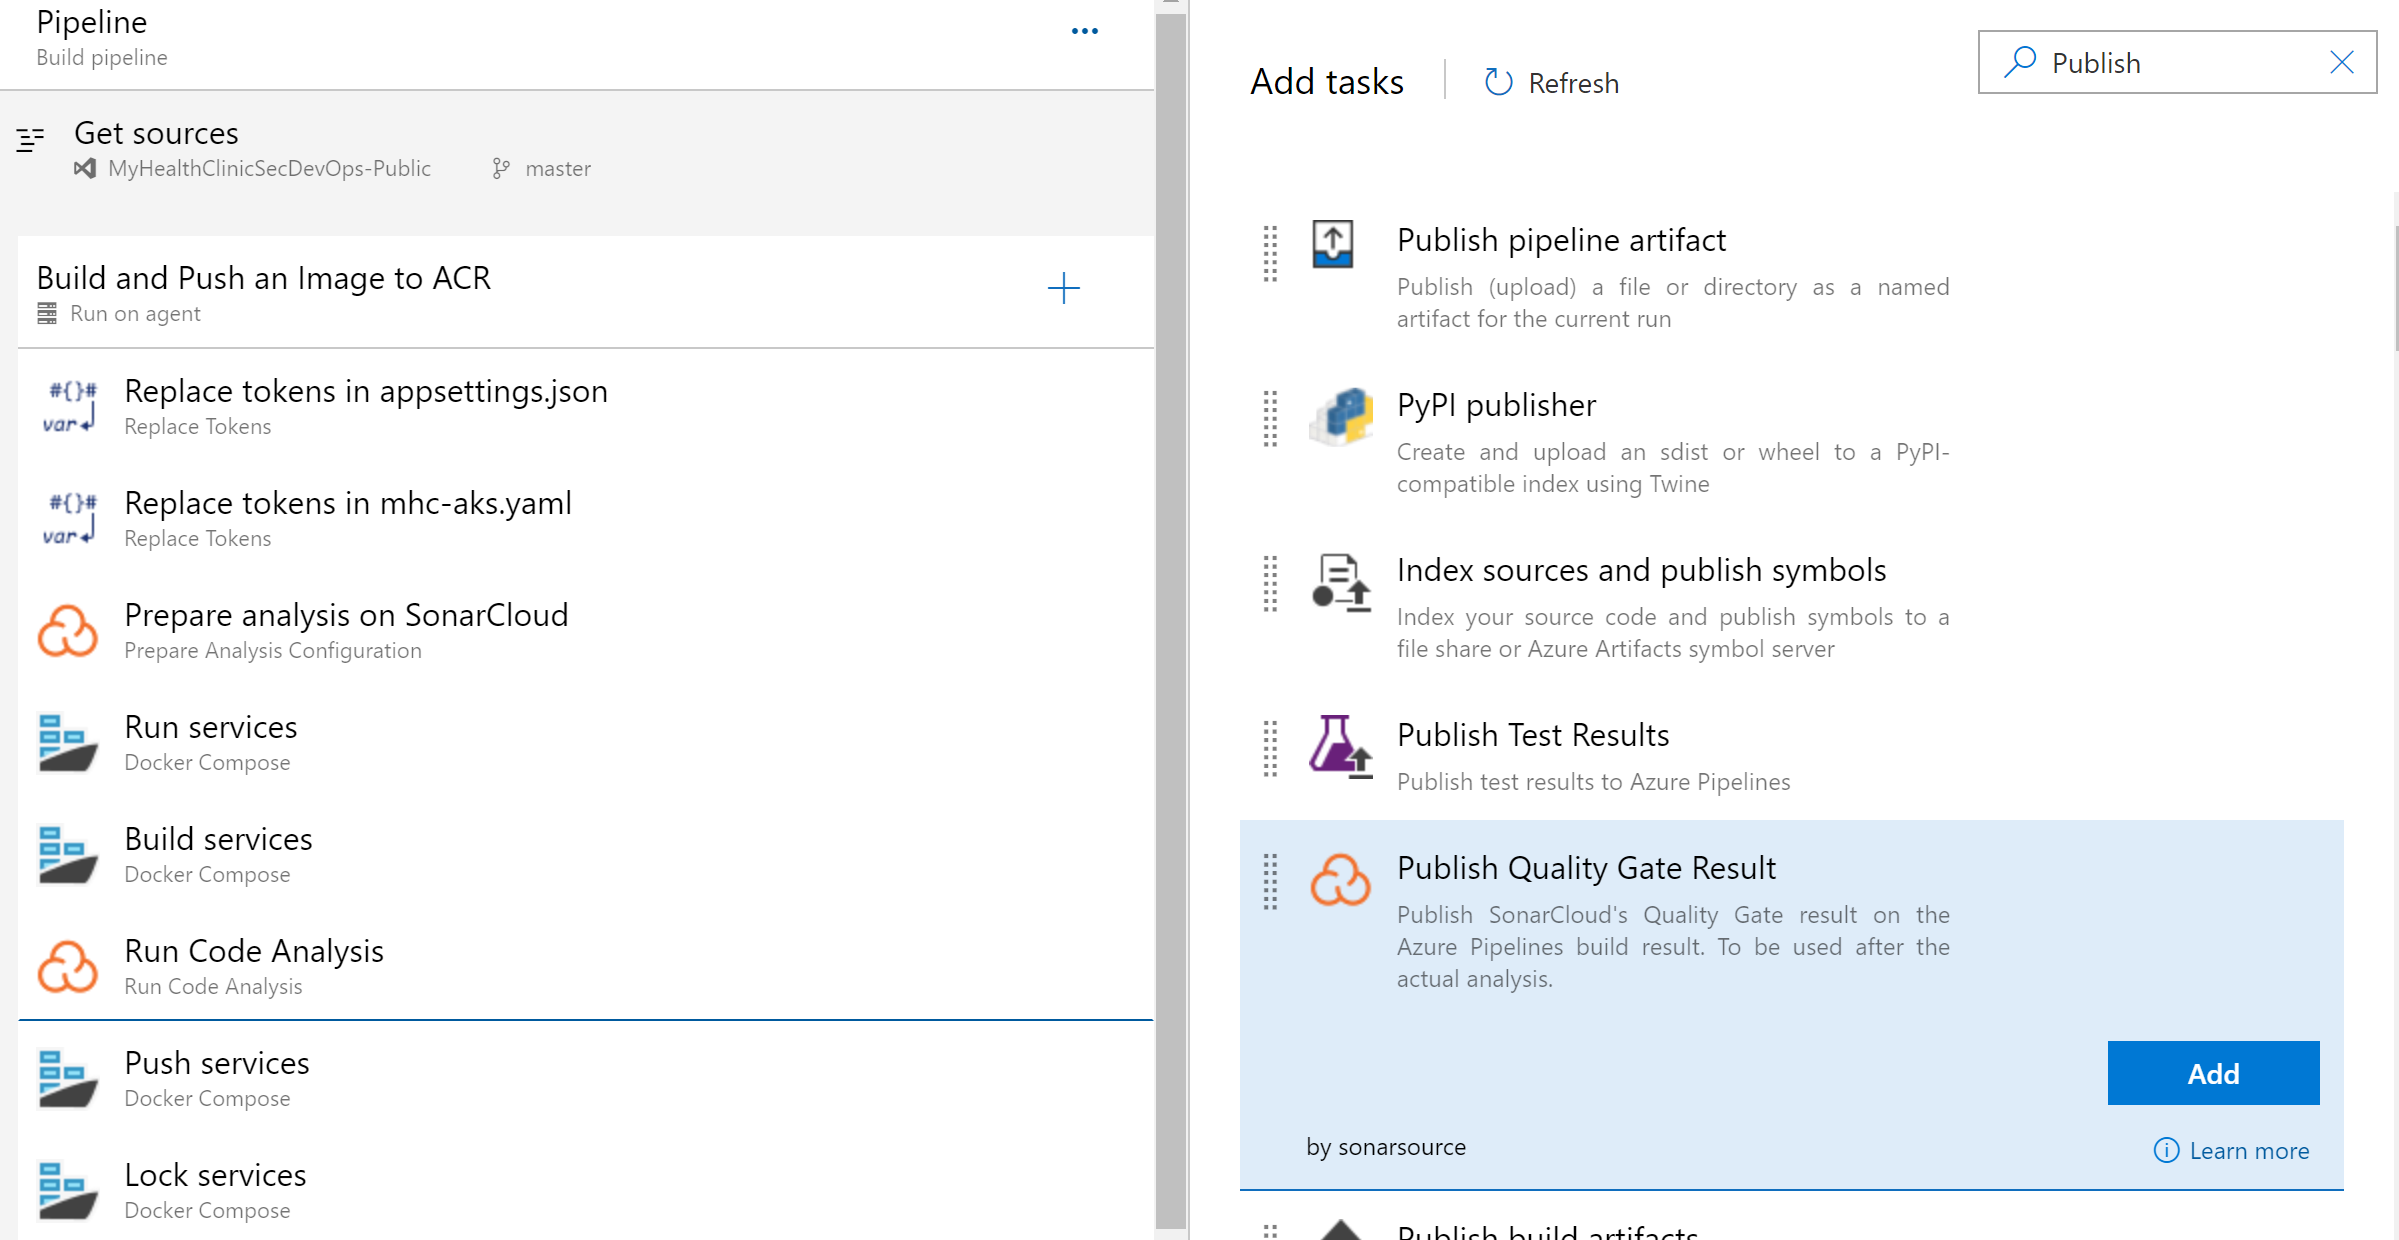 Pipeline
Build pipeline
Get sources
MyHealthClinicSecDevOps-Public
master
Build and Push an Image to ACR
Run on agent
#{}#
var
Replace tokens in appsettings.json
Replace Tokens
#{}#
var
Replace tokens in mhc-aks.yaml
Replace Tokens
Prepare analysis on SonarCloud
Prepare Analysis Configuration
Run services
Docker Compose
Build services
Docker Compose
Run Code Analysis
Run Code Analysis
Push services
Docker Compose
Lock services
Docker Compose
Add tasks
Refresh
Publish
Publish pipeline artifact
Publish (upload) a file or directory as a named
artifact for the current run
PyPI publisher
Create and upload an sdist or wheel to a PyPI-
compatible index using Twine
Index sources and publish symbols
Index your source code and publish symbols to a
file share or Azure Artifacts symbol server
Publish Test Results
Publish test results to Azure Pipelines
Publish Quality Gate Result
Publish SonarCloud's Quality Gate result on the
Azure Pipelines build result. To be used after the
actual analysis.
Add
by sonarsource
Learn more
Publish build artifacts